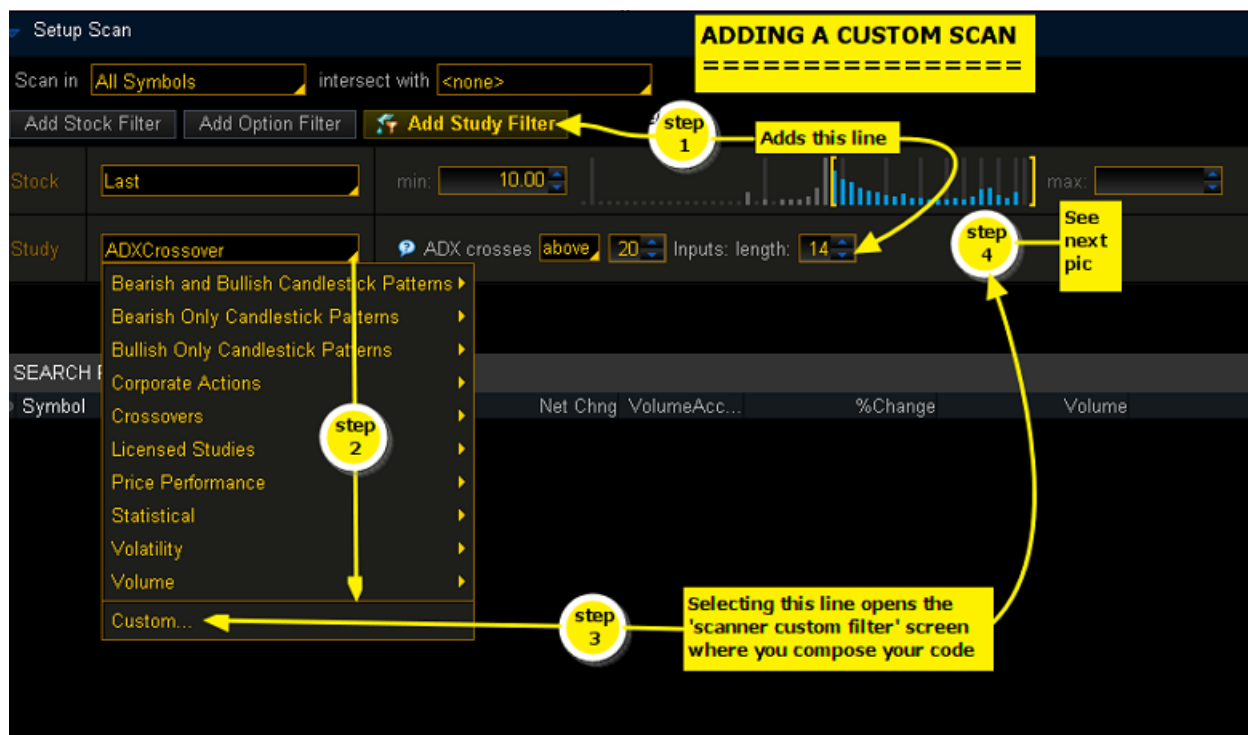 Setup Scan
ADDING A CUSTOM SCAN
================
Scan in All Symbols intersect with <none>
Add Stock Filter Add Option Filter Add Study Filter
step
1
Adds this line
Stock Last min: 10.00 max:
Study ADXCrossover ADX crosses above 20 Inputs: length: 14
step
4
See
next
pic
Bearish and Bullish Candlestick Patterns
Bearish Only Candlestick Patterns
Bullish Only Candlestick Patterns
Corporate Actions
Crossovers
Licensed Studies
Price Performance
Statistical
Volatility
Volume
Custom...
step
2
SEARCH
Symbol Net Chng VolumeAcc... %Change Volume
step
3
Selecting this line opens the
'scanner custom filter' screen
where you compose your code